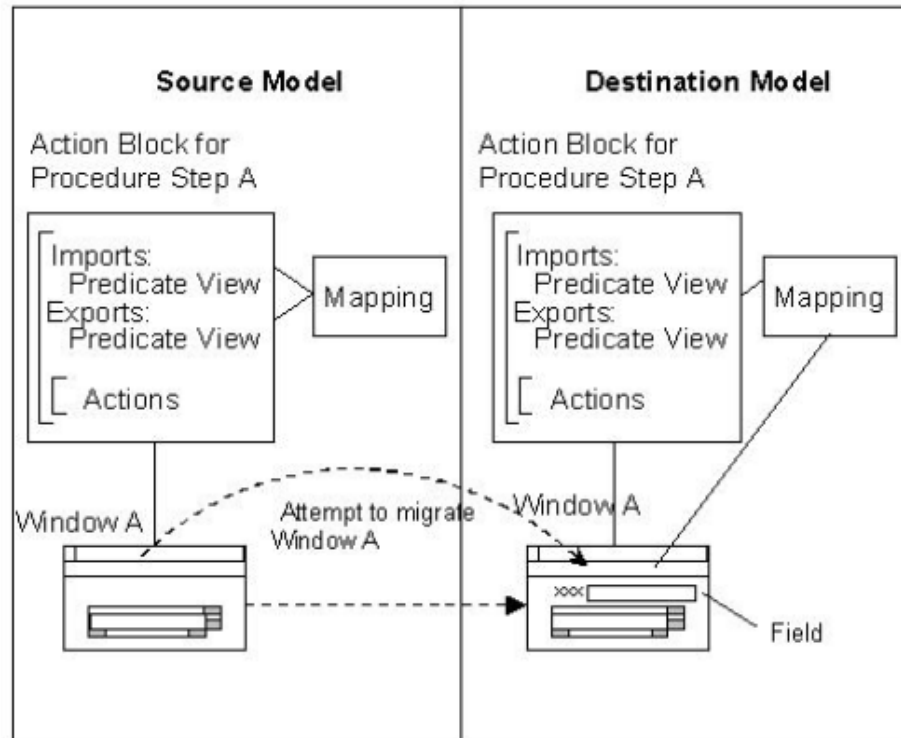 Source Model
Action Block for
Procedure Step A
Imports:
Predicate View
Exports:
Predicate View
Actions
Mapping
Window A
Attempt to migrate
Window A
Destination Model
Action Block for
Procedure Step A
Imports:
Predicate View
Exports:
Predicate View
Actions
Mapping
Window A
xxx
Field